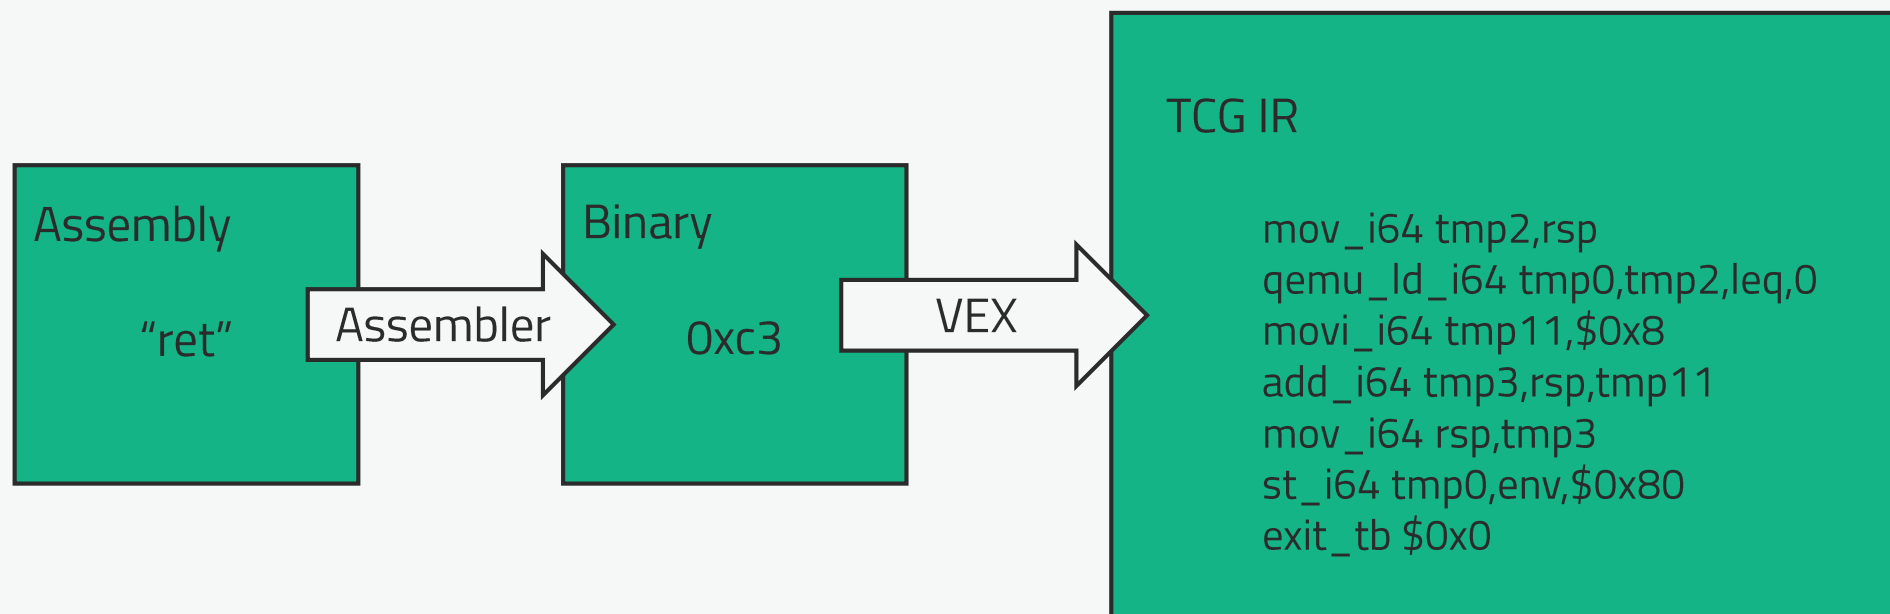 Assembly
“ret”
Assembler
Binary
0xc3
VEX
TCG IR
mov_i64 tmp2,rsp
qemu_ld_i64 tmp0,tmp2,leq,0
movi_i64 tmp11,$0x8
add_i64 tmp3,rsp,tmp11
mov_i64 rsp,tmp3
st_i64 tmp0,env,$0x80
exit_tb $0x0